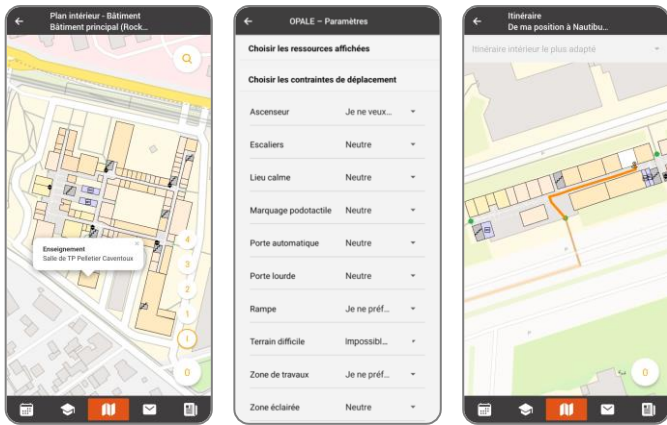 Plan intérieur - Bâtiment
Bâtiment principal (Rock...
Enseignement
Salle de TP Pelletier Caventoux
4
3
2
1
I
0
OPALE – Paramètres
Choisir les ressources affichées
Choisir les contraintes de déplacement
Ascenseur Je ne veux...
Escaliers Neutre
Lieu calme Neutre
Marquage podotactile Neutre
Porte automatique Neutre
Porte lourde Neutre
Rampe Je ne préf...
Terrain difficile Impossibl...
Zone de travaux Je ne préf...
Zone éclairée Neutre
Itinéraire
De ma position à Nautibu...
Itinéraire intérieur le plus adapté
0